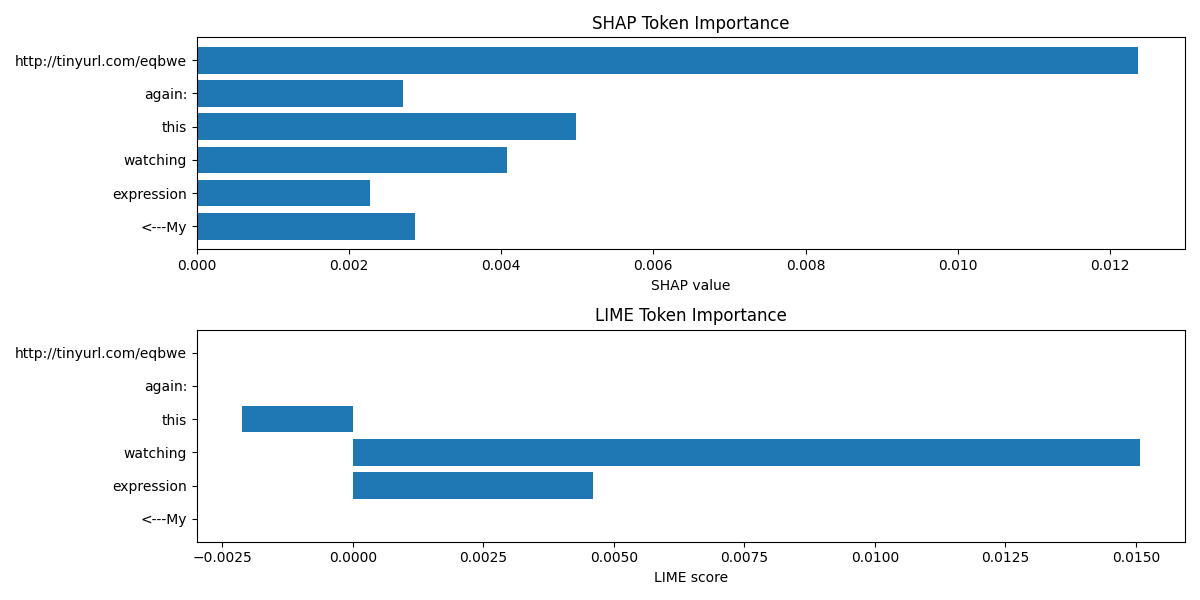 SHAP Token Importance
http://tinyurl.com/eqbwe
again:
this
watching
expression
<---My
0.000 0.002 0.004 0.006 0.008 0.010 0.012
SHAP value
LIME Token Importance
http://tinyurl.com/eqbwe
again:
this
watching
expression
<---My
−0.0025 0.0000 0.0025 0.0050 0.0075 0.0100 0.0125 0.0150
LIME score